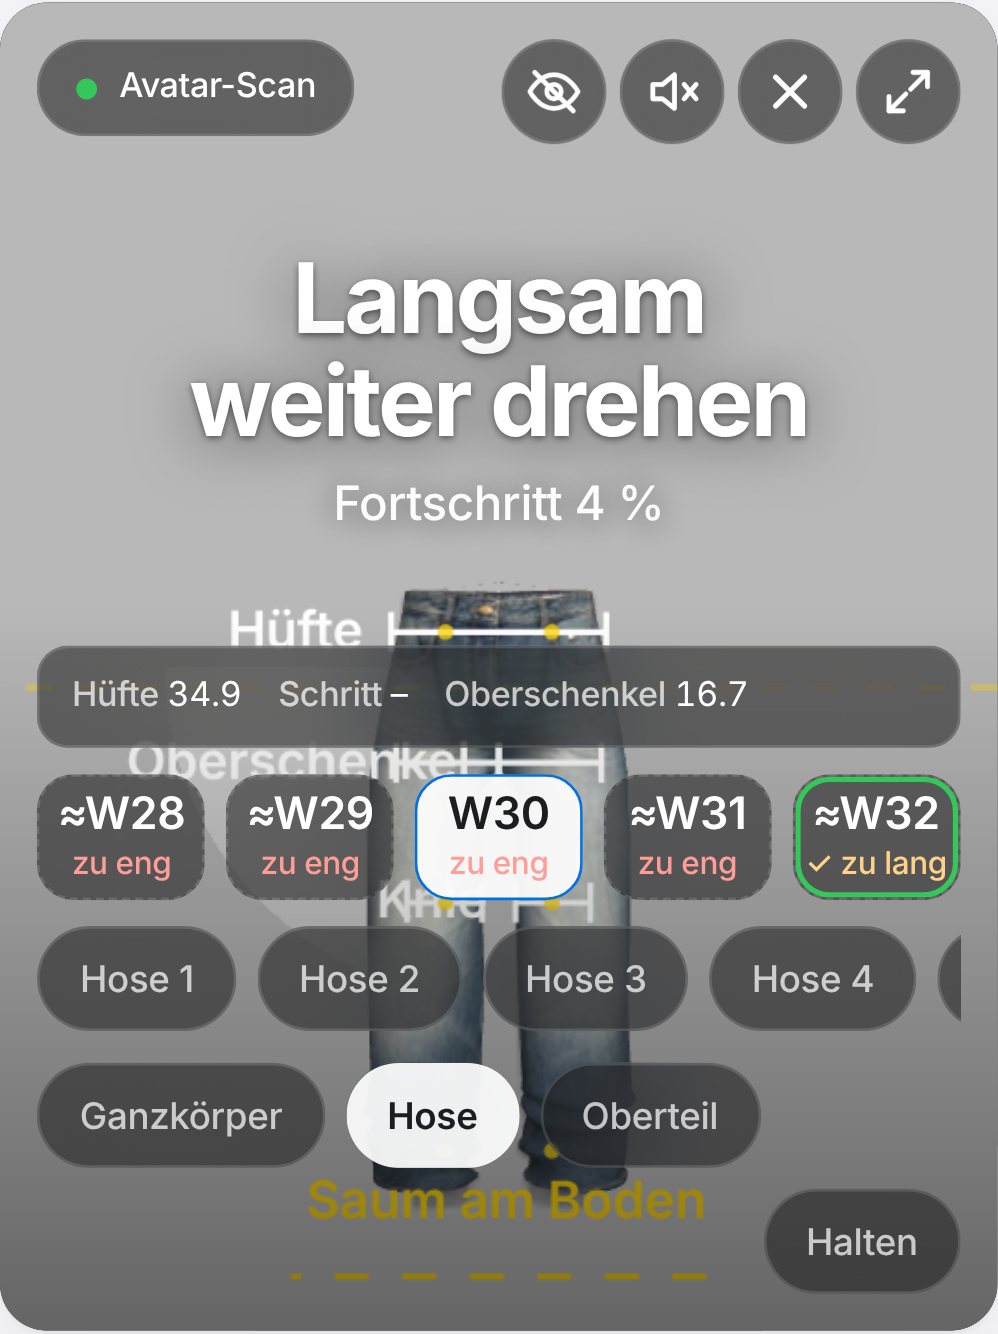 Avatar-Scan
Langsam
weiter drehen
Fortschritt 4 %
Hüfte
Hüfte 34.9 Schritt – Oberschenkel 16.7
Oberschenkel
≈W28 ≈W29 W30 ≈W31 ≈W32
zu eng zu eng zu eng zu eng ✓ zu lang
Knie
Hose 1 Hose 2 Hose 3 Hose 4
Ganzkörper Hose Oberteil
Saum am Boden
Halten